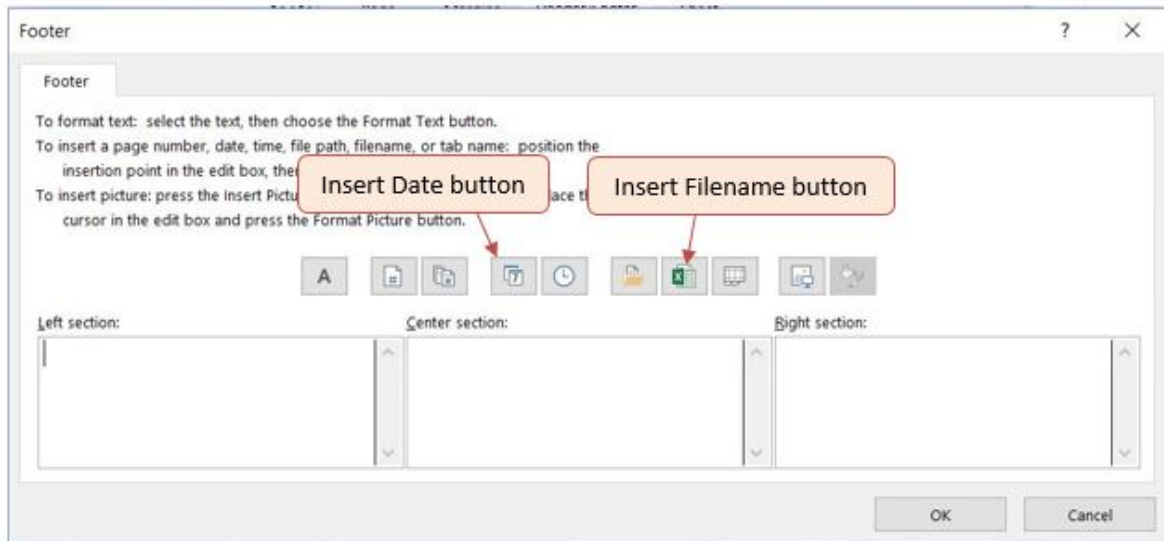 Footer
Footer
To format text: select the text, then choose the Format Text button.
To insert a page number, date, time, file path, filename, or tab name: position the
insertion point in the edit box, then
Insert Date button
Insert Filename button
To insert picture: press the Insert
cursor in the edit box and press the Format Picture button.
A
Left section:
Center section:
Right section:
OK
Cancel